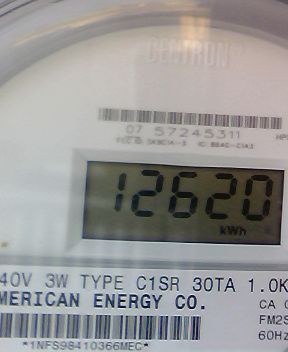 CENTRON®
07 57245311
12620
kWh
40V 3W TYPE C1SR 30TA 1.0K
MERICAN ENERGY CO.
CA
FM2S
60Hz
*1NFS98410366MEC*